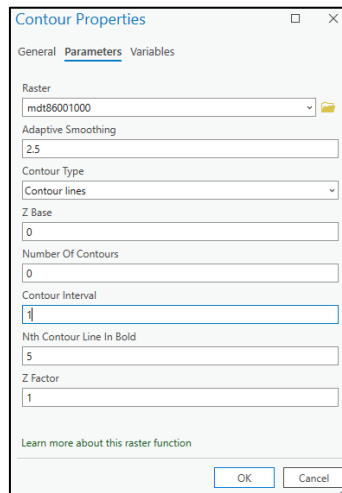 Contour Properties
General Parameters Variables
Raster
mdt86001000
Adaptive Smoothing
2.5
Contour Type
Contour lines
Z Base
0
Number Of Contours
0
Contour Interval
1
Nth Contour Line In Bold
5
Z Factor
1
Learn more about this raster function
OK Cancel